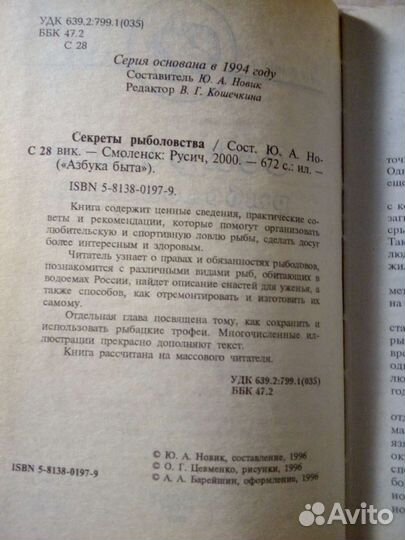 УДК 639.2:799.1(035)
ББК 47.2
С 28
Серия основана в 1994 году
Составитель Ю. А. Новик
Редактор В. Г. Кошечкина
Секреты рыболовства / Сост. Ю. А. Но-
С 28 вик. — Смоленск: Русич, 2000. — 672 с.: ил. —
(«Азбука быта»).
ISBN 5-8138-0197-9.
Книга содержит ценные сведения, практические со-
веты и рекомендации, которые помогут организовать
любительскую и спортивную ловлю рыбы, сделать досуг
более интересным и здоровым.
Читатель узнает о правах и обязанностях рыболовов,
познакомится с различными видами рыб, обитающих в
водоемах России, найдет описание снастей для уженья, а
также способов, как отремонтировать и изготовить их
самому.
Отдельная глава посвящена тому, как сохранить и
использовать рыбацкие трофеи. Многочисленные ил-
люстрации прекрасно дополняют текст.
Книга рассчитана на массового читателя.
УДК 639.2:799.1(035)
ББК 47.2
© Ю. А. Новик, составление, 1996
© О. Г. Цевменко, рисунки, 1996
© А. А. Барейшин, оформление, 1996
ISBN 5-8138-0197-9
Avito